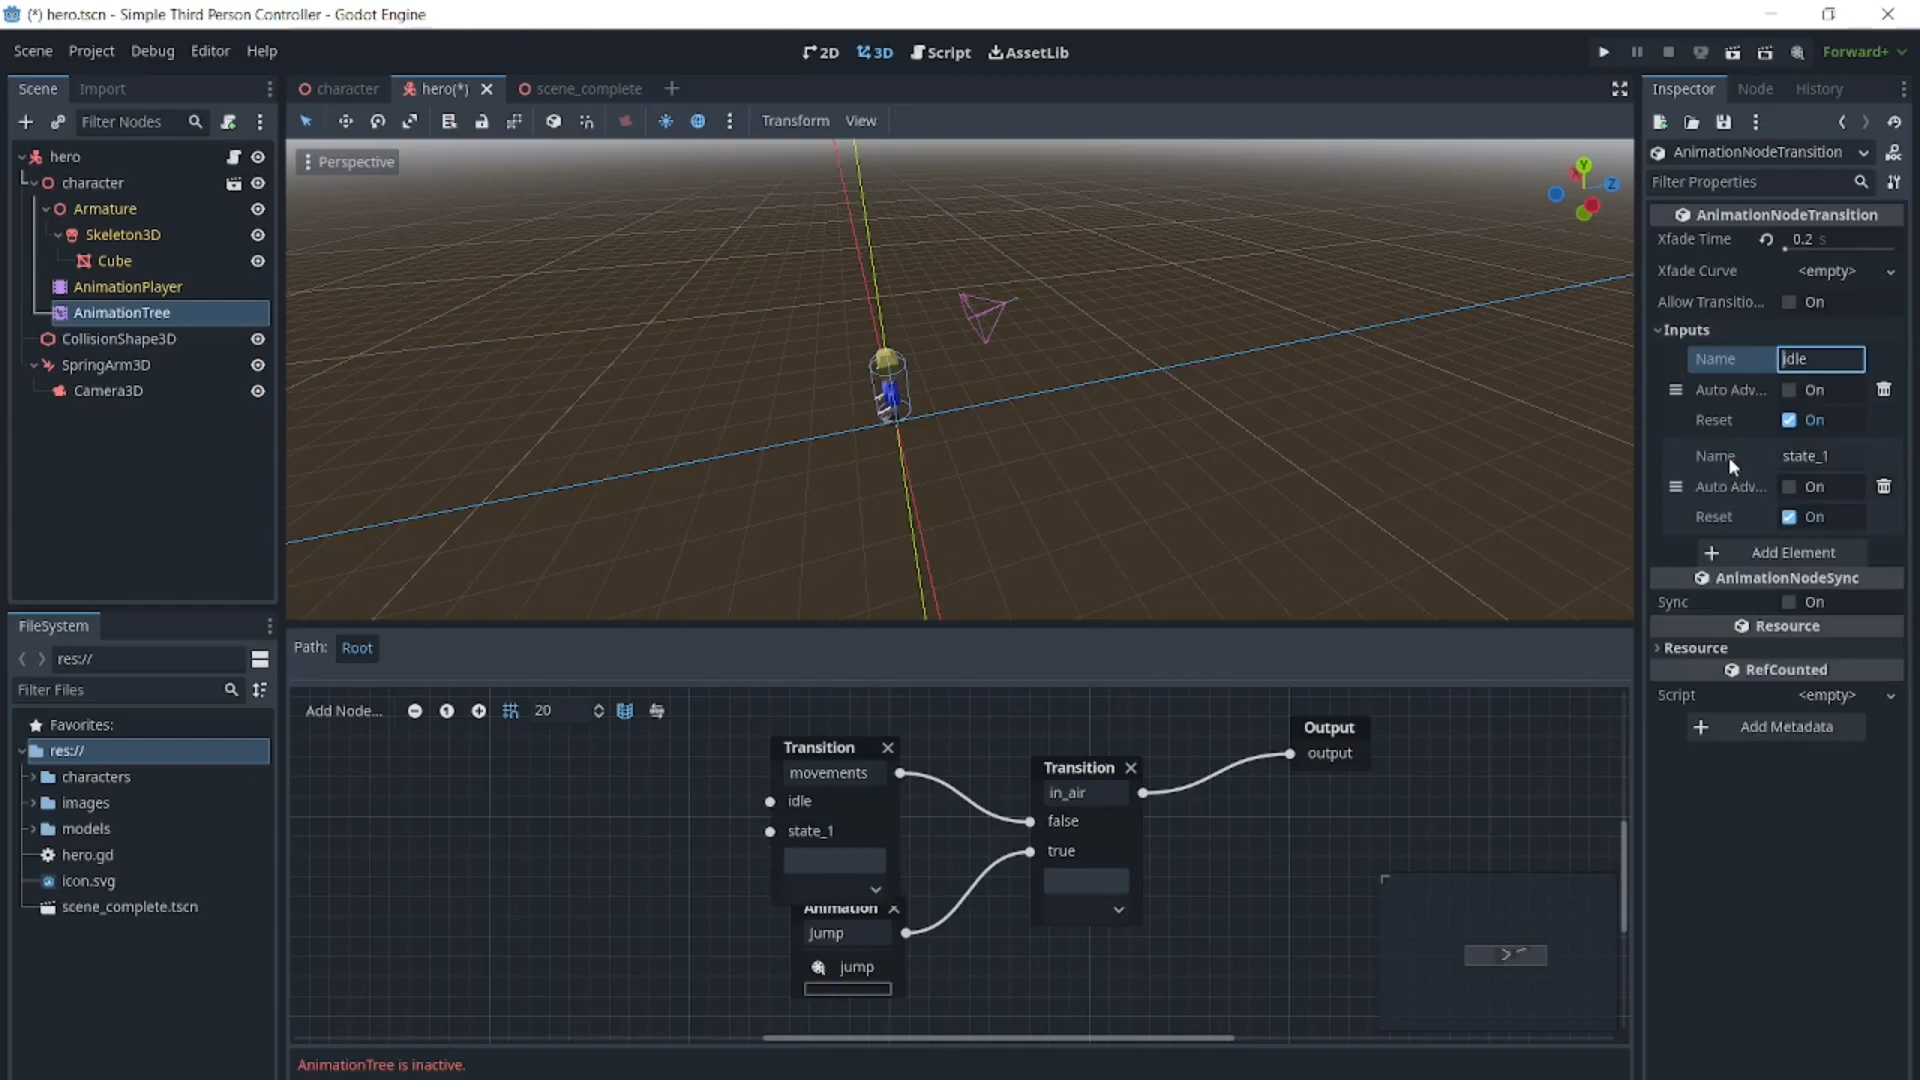 (*) hero.tscn - Simple Third Person Controller - Godot Engine
Scene Project Debug Editor Help
2D 3D Script AssetLib
Forward+
Scene Import
character hero(*) scene_complete
Inspector Node History
Filter Nodes
Transform View
hero
character
Armature
Skeleton3D
Cube
AnimationPlayer
AnimationTree
CollisionShape3D
SpringArm3D
Camera3D
Perspective
X Y Z
AnimationNodeTransition
Filter Properties
AnimationNodeTransition
Xfade Time 0.2 s
Xfade Curve <empty>
Allow Transitio... On
Inputs
Name idle
Auto Adv... On
Reset On
Name state_1
Auto Adv... On
Reset On
Add Element
AnimationNodeSync
Sync On
Resource
Resource
RefCounted
Script <empty>
Add Metadata
FileSystem
res://
Filter Files
Favorites:
res://
characters
images
models
hero.gd
icon.svg
scene_complete.tscn
Path: Root
Add Node... 20
Transition
movements
idle
state_1
Animation
Jump
jump
Transition
in_air
false
true
Output
output
AnimationTree is inactive.